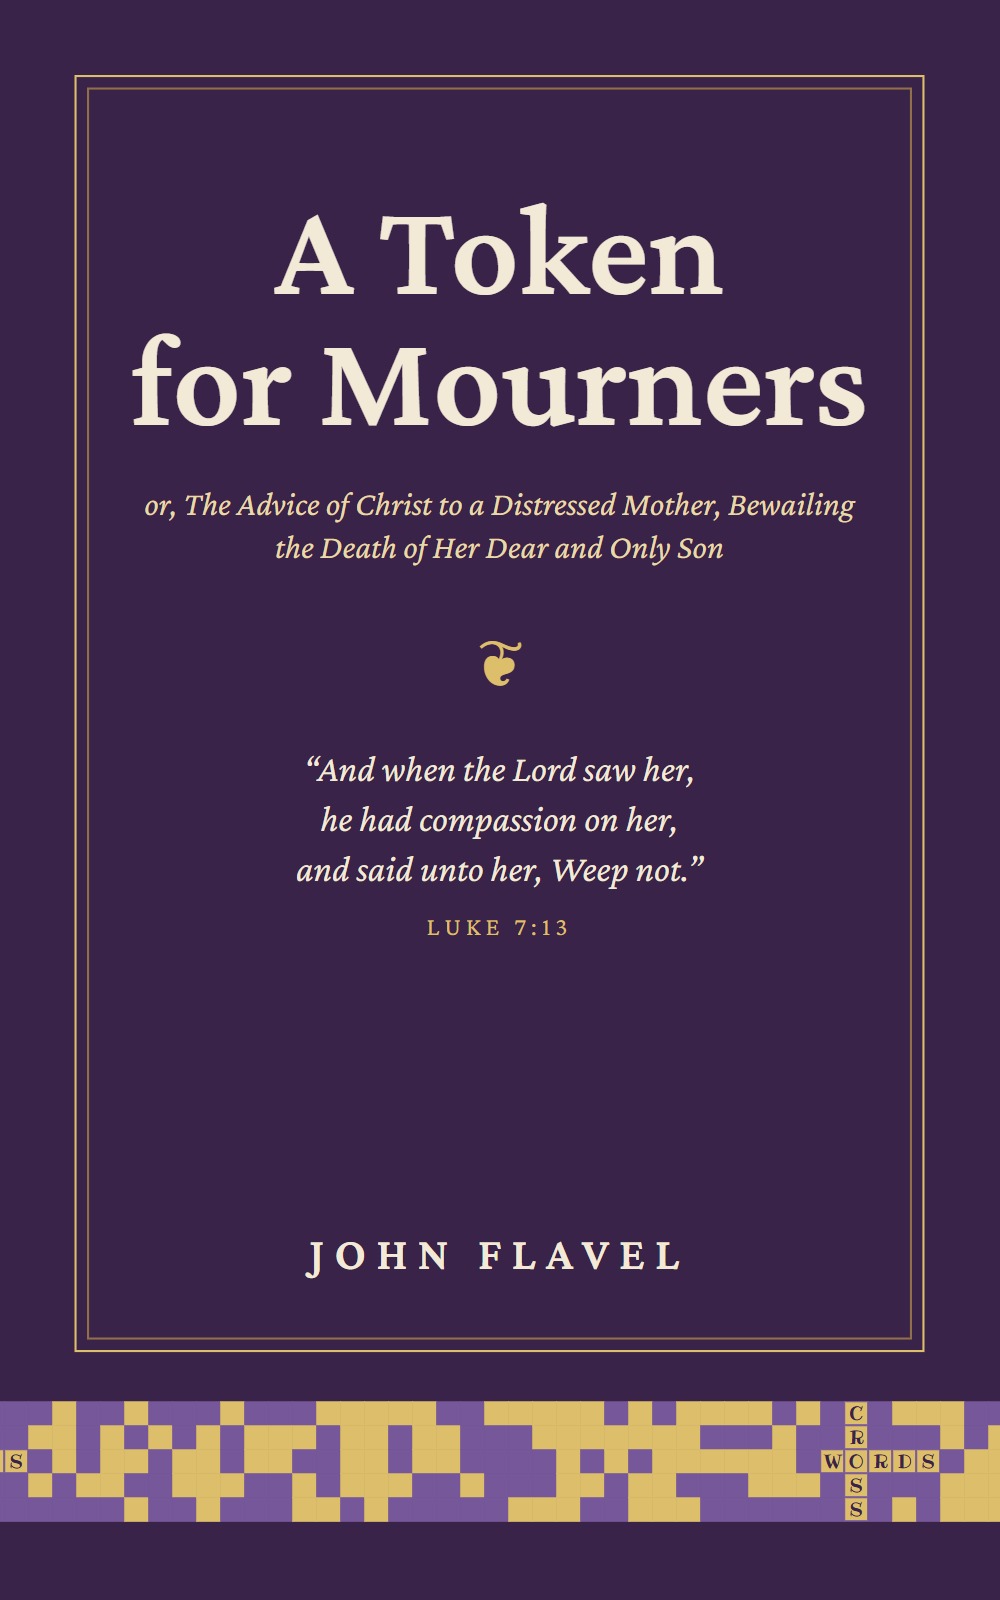 A Token
for Mourners
or, The Advice of Christ to a Distressed Mother, Bewailing
the Death of Her Dear and Only Son
“And when the Lord saw her,
he had compassion on her,
and said unto her, Weep not.”
LUKE 7:13
JOHN FLAVEL
CROSS
WORDS
S